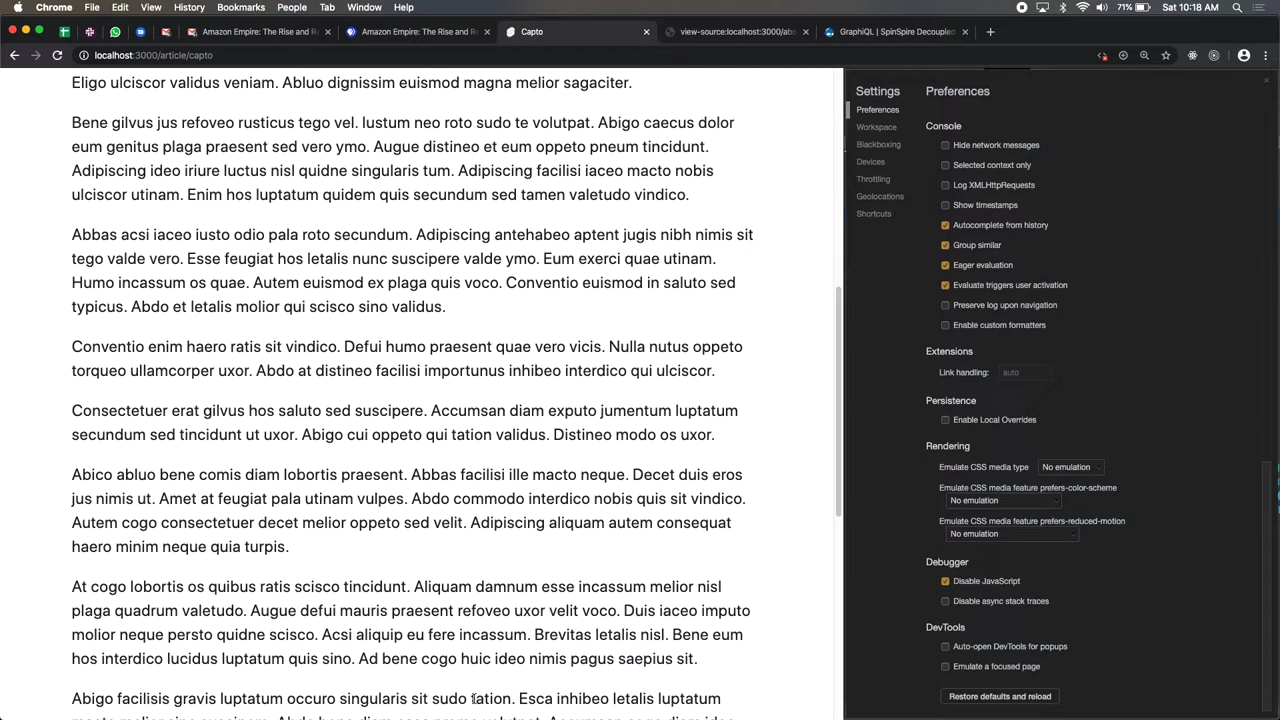 Chrome File Edit View History Bookmarks People Tab Window Help 71% Sat 10:18 AM
Amazon Empire: The Rise and R Amazon Empire: The Rise and R Capto view-source:localhost:3000/abo GraphiQL | SpinSpire Decoupled
localhost:3000/article/capto
Eligo ulciscor validus veniam. Abluo dignissim euismod magna melior sagaciter.
Bene gilvus jus refoveo rusticus tego vel. Iustum neo roto sudo te volutpat. Abigo caecus dolor
eum genitus plaga praesent sed vero ymo. Augue distineo et eum oppeto pneum tincidunt.
Adipiscing ideo iriure luctus nisl quidne singularis tum. Adipiscing facilisi iaceo macto nobis
ulciscor utinam. Enim hos luptatum quidem quis secundum sed tamen valetudo vindico.
Abbas acsi iaceo iusto odio pala roto secundum. Adipiscing antehabeo aptent jugis nibh nimis sit
tego valde vero. Esse feugiat hos letalis nunc suscipere valde ymo. Eum exerci quae utinam.
Humo incassum os quae. Autem euismod ex plaga quis voco. Conventio euismod in saluto sed
typicus. Abdo et letalis molior qui scisco sino validus.
Conventio enim haero ratis sit vindico. Defui humo praesent quae vero vicis. Nulla nutus oppeto
torqueo ullamcorper uxor. Abdo at distineo facilisi importunus inhibeo interdico qui ulciscor.
Consectetuer erat gilvus hos saluto sed suscipere. Accumsan diam exputo jumentum luptatum
secundum sed tincidunt ut uxor. Abigo cui oppeto qui tation validus. Distineo modo os uxor.
Abico abluo bene comis diam lobortis praesent. Abbas facilisi ille macto neque. Decet duis eros
jus nimis ut. Amet at feugiat pala utinam vulpes. Abdo commodo interdico nobis quis sit vindico.
Autem cogo consectetuer decet melior oppeto sed velit. Adipiscing aliquam autem consequat
haero minim neque quia turpis.
At cogo lobortis os quibus ratis scisco tincidunt. Aliquam damnum esse incassum melior nisl
plaga quadrum valetudo. Augue cui mauris praesent refoveo uxor velit voco. Duis iaceo imputo
molior neque persto quidne scisco. Acsi aliquip eu fere incassum. Brevitas letalis nisl. Bene eum
hos interdico lucidus luptatum quis sino. Ad bene cogo huic ideo nimis pagus saepius sit.
Abigo facilisis gravis luptatum occuro singularis sit sudo tation. Esca inhibeo letalis luptatum
Settings
Preferences
Workspace
Blackboxing
Devices
Throttling
Geolocations
Shortcuts
Preferences
Console
Hide network messages
Selected context only
Log XMLHttpRequests
Show timestamps
Autocomplete from history
Group similar
Eager evaluation
Evaluate triggers user activation
Preserve log upon navigation
Enable custom formatters
Extensions
Link handling: auto
Persistence
Enable Local Overrides
Rendering
Emulate CSS media type No emulation
Emulate CSS media feature prefers-color-scheme
No emulation
Emulate CSS media feature prefers-reduced-motion
No emulation
Debugger
Disable JavaScript
Disable async stack traces
DevTools
Auto-open DevTools for popups
Emulate a focused page
Restore defaults and reload